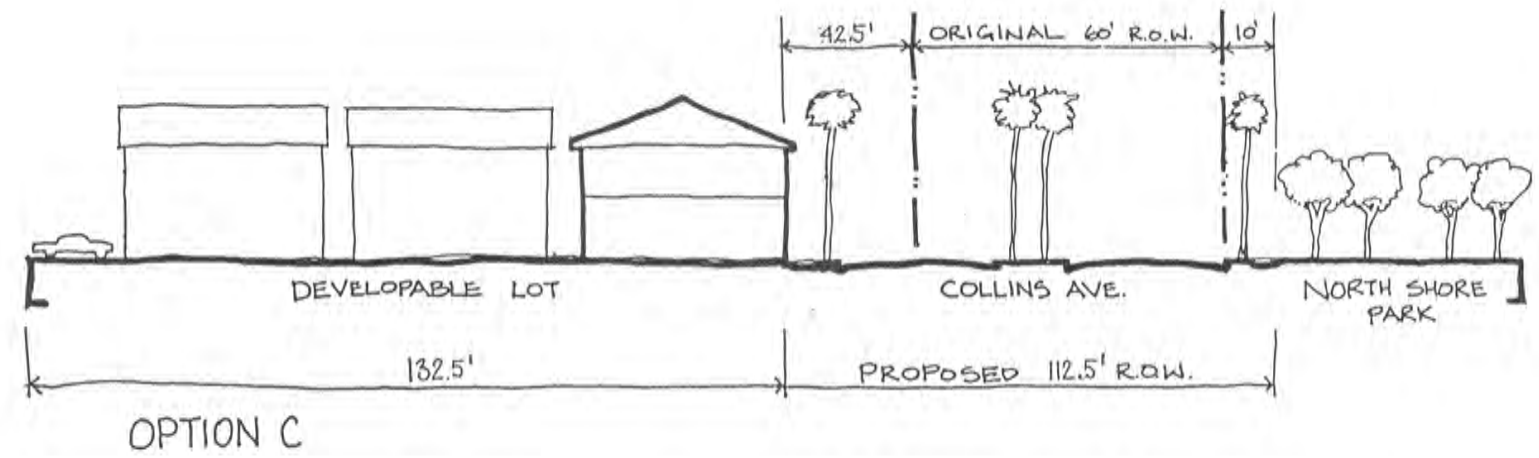 42.5' ORIGINAL 60' R.O.W. 10'
DEVELOPABLE LOT COLLINS AVE. NORTH SHORE
PARK
132.5' PROPOSED 112.5' R.O.W.
OPTION C